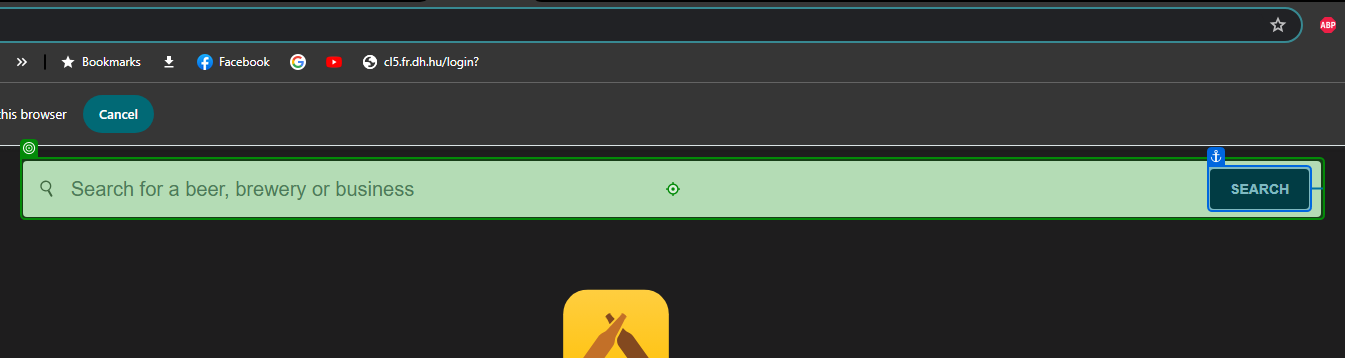 ABP
Bookmarks Facebook cl5.fr.dh.hu/login?
this browser Cancel
Search for a beer, brewery or business SEARCH